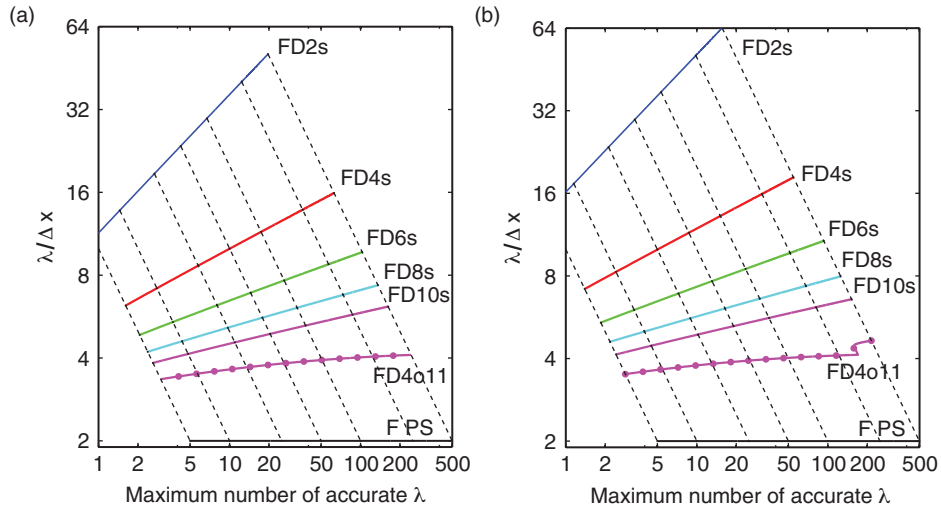 (a)
64
32
16
8
4
2
λ/Δ x
FD2s
FD4s
FD6s
FD8s
FD10s
FD4o11
F PS
1 2 5 10 20 50 100 200 500
Maximum number of accurate λ
(b)
64
32
16
8
4
2
λ/Δ x
FD2s
FD4s
FD6s
FD8s
FD10s
FD4o11
F PS
1 2 5 10 20 50 100 200 500
Maximum number of accurate λ